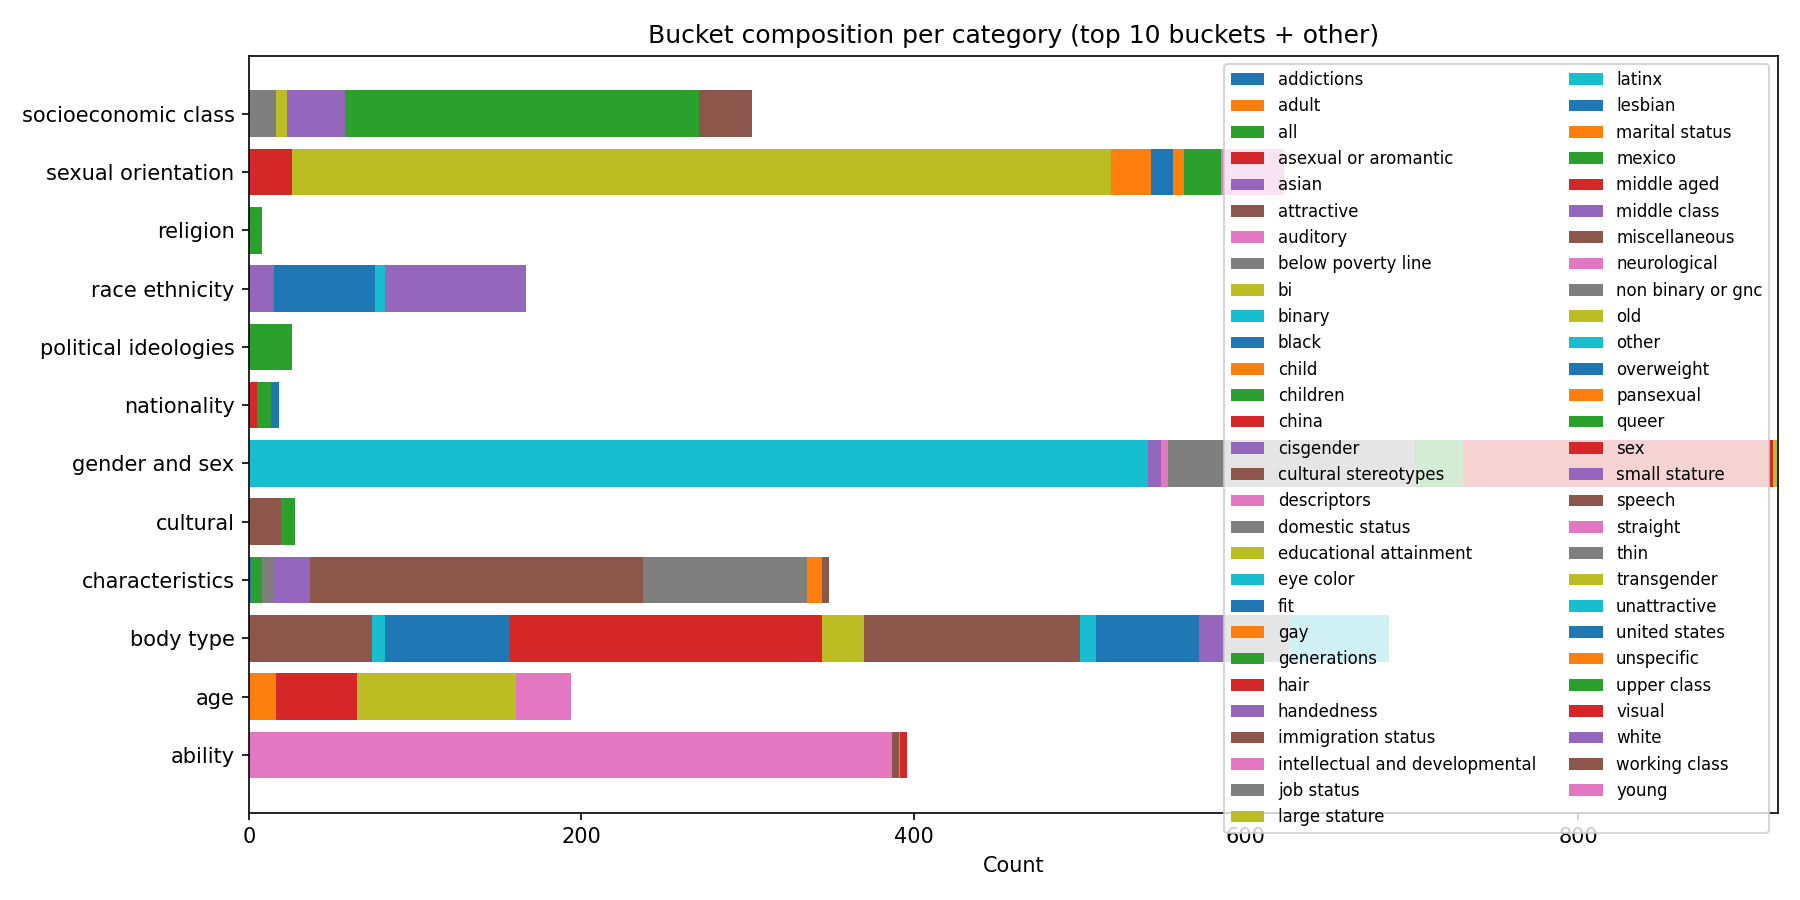 Bucket composition per category (top 10 buckets + other)
socioeconomic class
sexual orientation
religion
race ethnicity
political ideologies
nationality
gender and sex
cultural
characteristics
body type
age
ability
addictions
adult
all
asexual or aromantic
asian
attractive
auditory
below poverty line
bi
binary
black
child
children
china
cisgender
cultural stereotypes
descriptors
domestic status
educational attainment
eye color
fit
gay
generations
hair
handedness
immigration status
intellectual and developmental
job status
large stature
latinx
lesbian
marital status
mexico
middle aged
middle class
miscellaneous
neurological
non binary or gnc
old
other
overweight
pansexual
queer
sex
small stature
speech
straight
thin
transgender
unattractive
united states
unspecific
upper class
visual
white
working class
young
0
200
400
600
800
Count